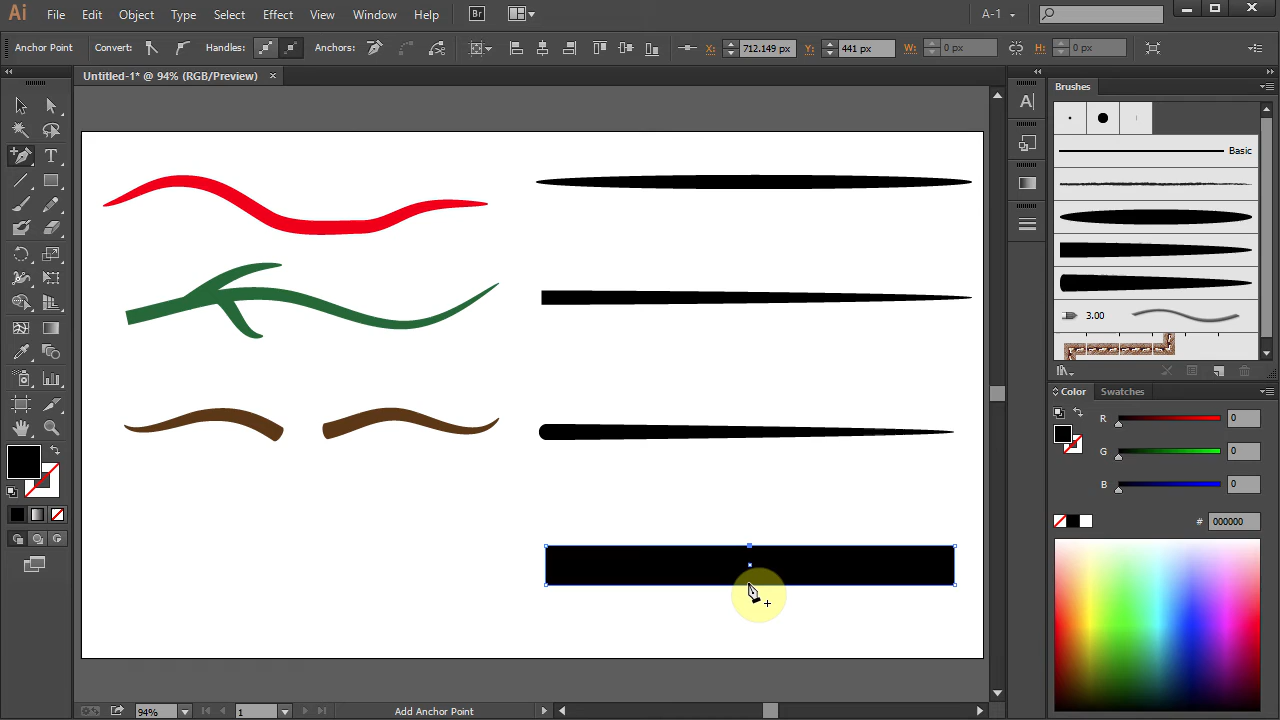 Ai File Edit Object Type Select Effect View Window Help Br A-1
Anchor Point Convert: Handles: Anchors: X: 712.149 px Y: 441 px W: 0 px H: 0 px
Untitled-1* @ 94% (RGB/Preview) ×
Brushes
Basic
3.00
Color Swatches
R 0
G 0
B 0
# 000000
A
T
94% 1 Add Anchor Point